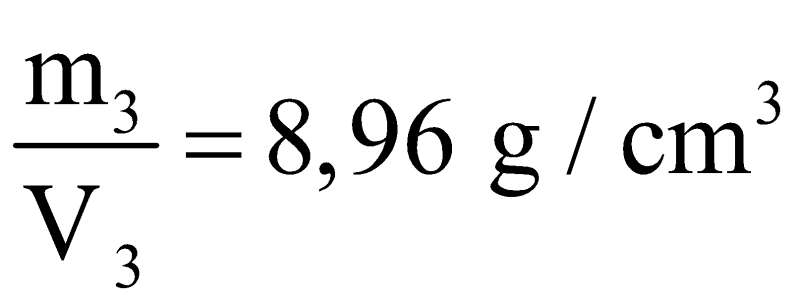 m₃/V₃ = 8,96 g / cm³